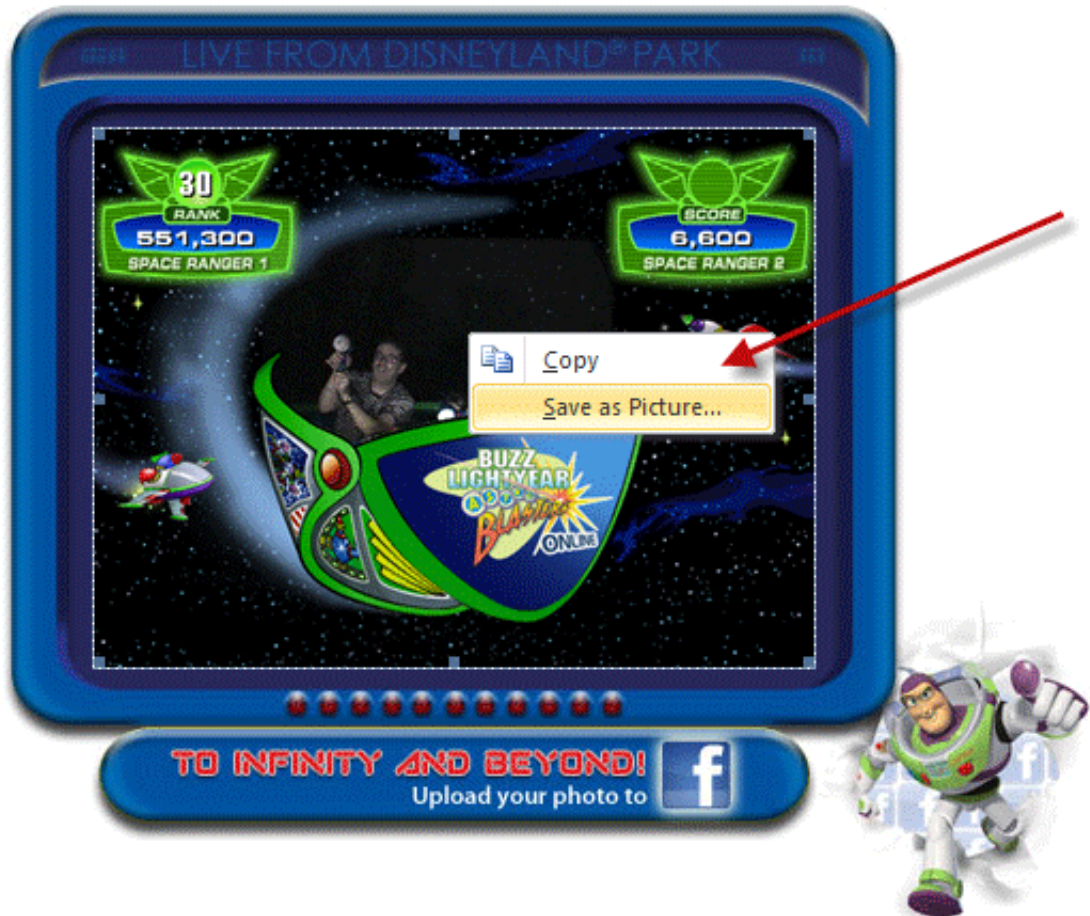 LIVE FROM DISNEYLAND® PARK
30
RANK
551,300
SPACE RANGER 1
SCORE
6,600
SPACE RANGER 2
Copy
Save as Picture...
BUZZ
LIGHTYEAR
ASTRO
BLASTERS
ONLINE
TO INFINITY AND BEYOND!
Upload your photo to
f